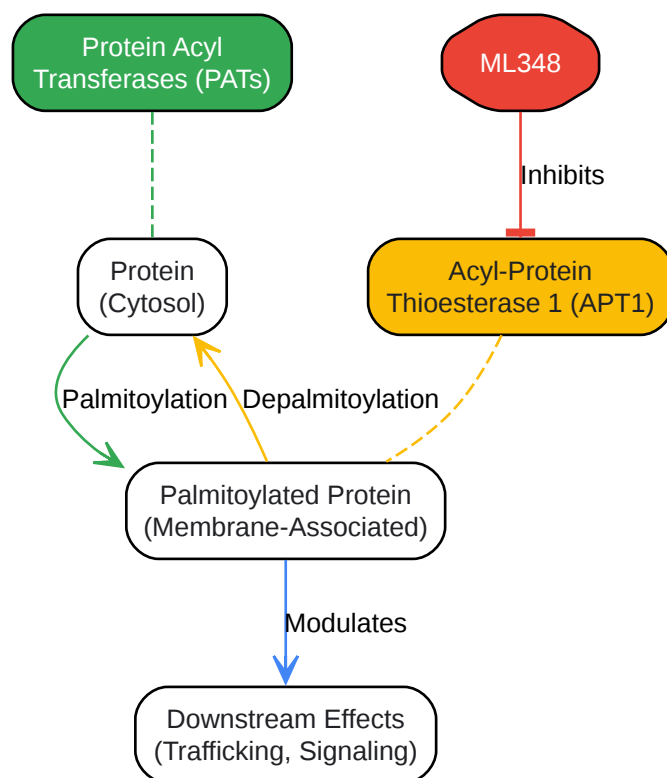 Protein Acyl
Transferases (PATs)
ML348
Inhibits
Protein
(Cytosol)
Acyl-Protein
Thioesterase 1 (APT1)
Palmitoylation
Depalmitoylation
Palmitoylated Protein
(Membrane-Associated)
Modulates
Downstream Effects
(Trafficking, Signaling)